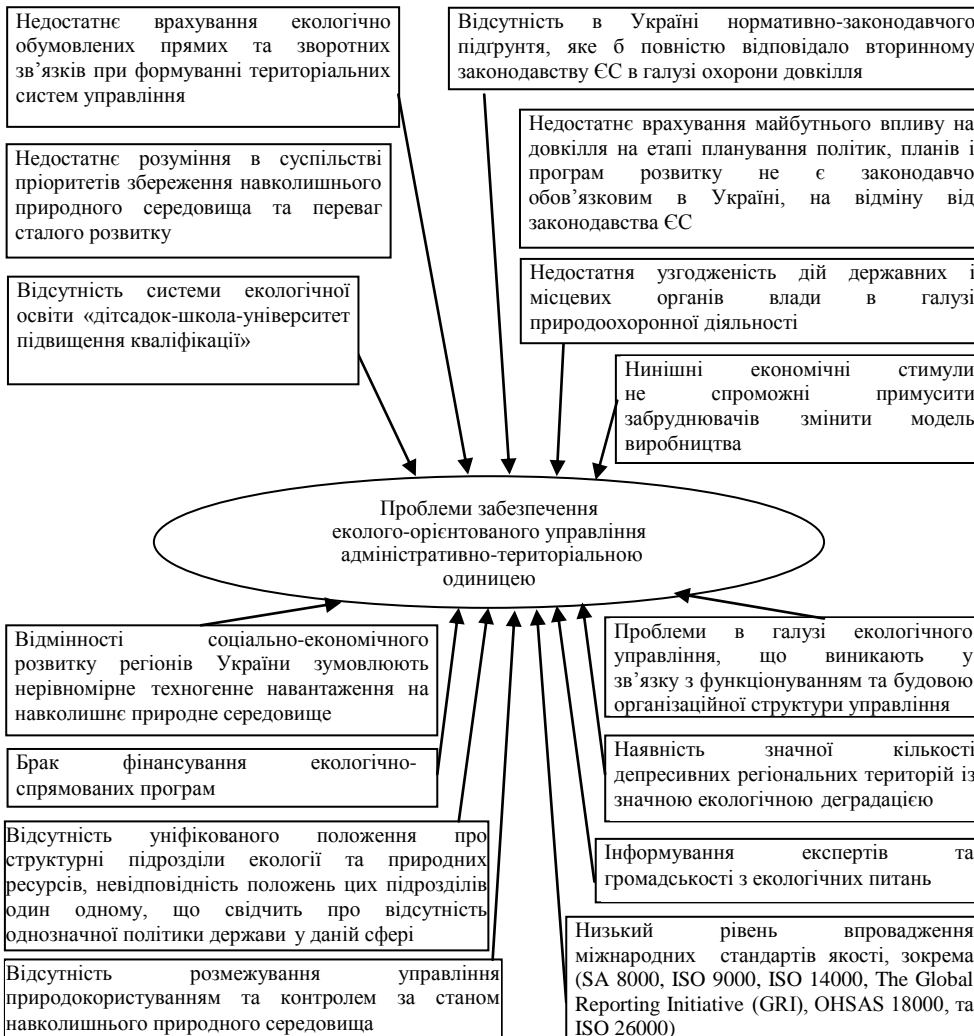 Недостатнє врахування екологічно
обумовлених прямих та зворотних
зв’язків при формуванні територіальних
систем управління
Відсутність в Україні нормативно-законодавчого
підґрунтя, яке б повністю відповідало вторинному
законодавству ЄС в галузі охорони довкілля
Недостатнє розуміння в суспільстві
пріоритетів збереження навколишнього
природного середовища та переваг
сталого розвитку
Недостатнє врахування майбутнього впливу на
довкілля на етапі планування політик, планів і
програм розвитку не є законодавчо
обов’язковим в Україні, на відміну від
законодавства ЄС
Відсутність системи екологічної
освіти «дітсадок-школа-університет
підвищення кваліфікації»
Недостатня узгодженість дій державних і
місцевих органів влади в галузі
природоохоронної діяльності
Нинішні економічні стимули
не спроможні примусити
забруднювачів змінити модель
виробництва
Проблеми забезпечення
еколого-орієнтованого управління
адміністративно-територіальною
одиницею
Відмінності соціально-економічного
розвитку регіонів України зумовлюють
нерівномірне техногенне навантаження на
навколишнє природне середовище
Проблеми в галузі екологічного
управління, що виникають у
зв’язку з функціонуванням та будовою
організаційної структури управління
Брак фінансування екологічно-
спрямованих програм
Наявність значної кількості
депресивних регіональних територій із
значною екологічною деградацією
Відсутність уніфікованого положення про
структурні підрозділи екології та природних
ресурсів, невідповідність положень цих підрозділів
один одному, що свідчить про відсутність
однозначної політики держави у даній сфері
Інформування експертів та
громадськості з екологічних питань
Відсутність розмежування управління
природокористуванням та контролем за станом
навколишнього природного середовища
Низький рівень впровадження
міжнародних стандартів якості, зокрема
(SA 8000, ISO 9000, ISO 14000, The Global
Reporting Initiative (GRI), OHSAS 18000, та
ISO 26000)